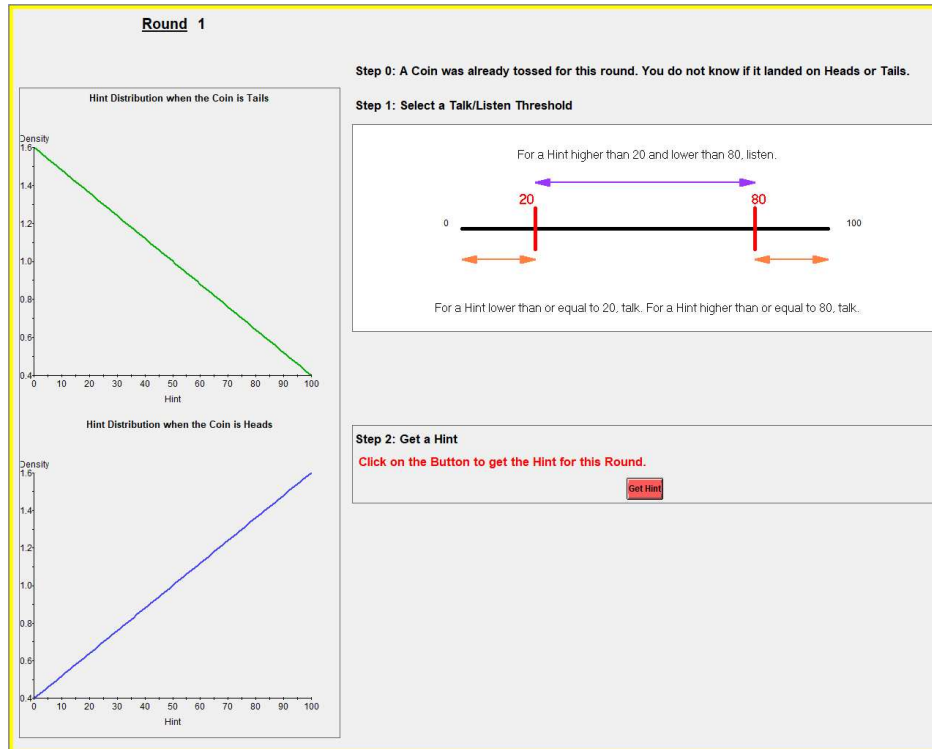 Round 1
Step 0: A Coin was already tossed for this round. You do not know if it landed on Heads or Tails.
Hint Distribution when the Coin is Tails
Density
1.6
1.4
1.2
1.0
0.8
0.6
0.4
0 10 20 30 40 50 60 70 80 90 100
Hint
Hint Distribution when the Coin is Heads
Density
1.6
1.4
1.2
1.0
0.8
0.6
0.4
0 10 20 30 40 50 60 70 80 90 100
Hint
Step 1: Select a Talk/Listen Threshold
For a Hint higher than 20 and lower than 80, listen.
20 80
0 100
For a Hint lower than or equal to 20, talk. For a Hint higher than or equal to 80, talk.
Step 2: Get a Hint
Click on the Button to get the Hint for this Round.
Get Hint